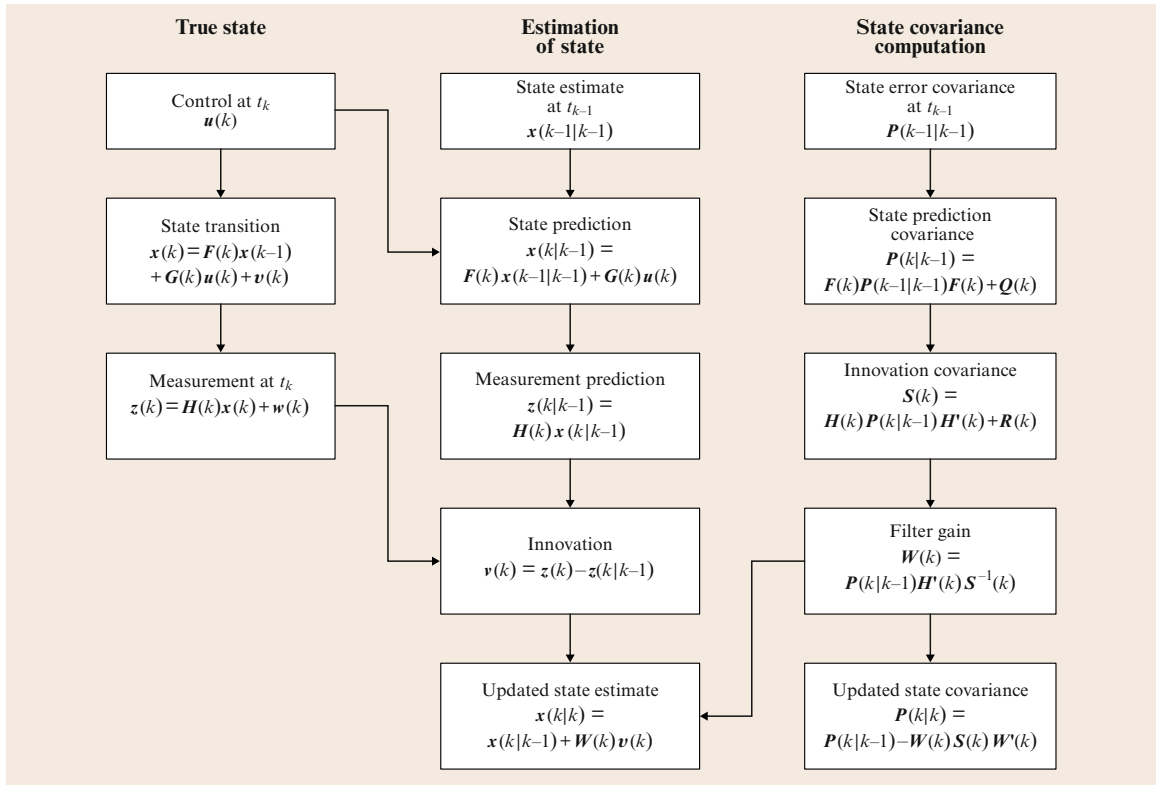 True state
Control at t_k
u(k)
State transition
x(k)=F(k)x(k–1)
+G(k)u(k)+v(k)
Measurement at t_k
z(k)=H(k)x(k)+w(k)
Estimation
of state
State estimate
at t_{k–1}
x(k–1|k–1)
State prediction
x(k|k–1) =
F(k)x(k–1|k–1)+G(k)u(k)
Measurement prediction
z(k|k–1) =
H(k)x(k|k–1)
Innovation
ν(k) = z(k)–z(k|k–1)
Updated state estimate
x(k|k) =
x(k|k–1)+W(k)v(k)
State covariance
computation
State error covariance
at t_{k–1}
P(k–1|k–1)
State prediction
covariance
P(k|k–1) =
F(k)P(k–1|k–1)F(k)+Q(k)
Innovation covariance
S(k) =
H(k)P(k|k–1)H'(k)+R(k)
Filter gain
W(k) =
P(k|k–1)H'(k)S^{–1}(k)
Updated state covariance
P(k|k) =
P(k|k–1)–W(k)S(k)W'(k)